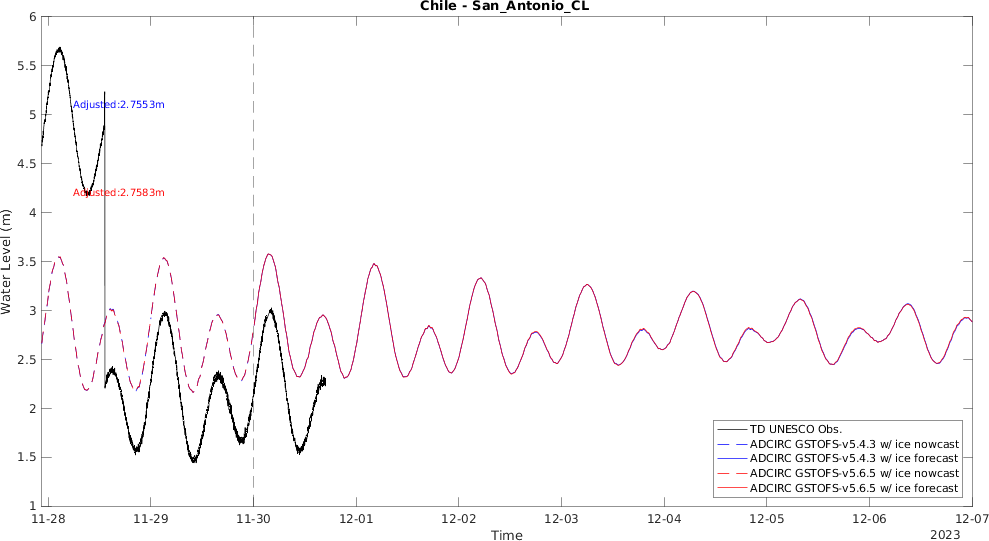 Chile - San_Antonio_CL
6
5.5
5
4.5
4
3.5
3
2.5
2
1.5
1
Water Level (m)
Adjusted:2.7553m
Adjusted:2.7583m
TD UNESCO Obs.
ADCIRC GSTOFS-v5.4.3 w/ ice nowcast
ADCIRC GSTOFS-v5.4.3 w/ ice forecast
ADCIRC GSTOFS-v5.6.5 w/ ice nowcast
ADCIRC GSTOFS-v5.6.5 w/ ice forecast
11-28 11-29 11-30 12-01 12-02 12-03 12-04 12-05 12-06 12-07
Time
2023